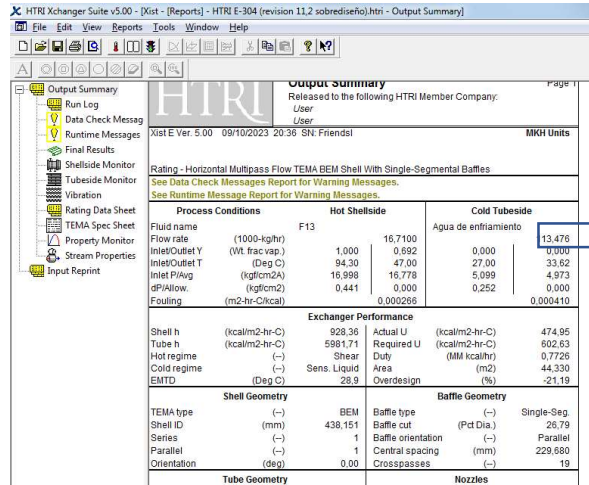 HTRI Xchanger Suite v5.00 - [Xist - [Reports] - HTRI E-304 (revision 11,2 sobrediseño).htri - Output Summary]
File Edit View Reports Tools Window Help
Output Summary
Run Log
Data Check Messag
Runtime Messages
Final Results
Shellside Monitor
Tubeside Monitor
Vibration
Rating Data Sheet
TEMA Spec Sheet
Property Monitor
Stream Properties
Input Reprint
HTRI
Output Summary Page 1
Released to the following HTRI Member Company:
User
User
Xist E Ver. 5.00 09/10/2023 20:36 SN: Friendsl MKH Units
Rating - Horizontal Multipass Flow TEMA BEM Shell With Single-Segmental Baffles
See Data Check Messages Report for Warning Messages.
See Runtime Message Report for Warning Messages.
Process Conditions Hot Shellside Cold Tubeside
Fluid name F13 Agua de enfriamiento
Flow rate (1000-kg/hr) 16,7100 13,476
Inlet/Outlet Y (Wt. frac vap.) 1,000 0,692 0,000 0,000
Inlet/Outlet T (Deg C) 94,30 47,00 27,00 33,62
Inlet P/Avg (kgf/cm2A) 16,998 16,778 5,099 4,973
dP/Allow. (kgf/cm2) 0,441 0,000 0,252 0,000
Fouling (m2-hr-C/kcal) 0,000266 0,000410
Exchanger Performance
Shell h (kcal/m2-hr-C) 928,36 Actual U (kcal/m2-hr-C) 474,95
Tube h (kcal/m2-hr-C) 5981,71 Required U (kcal/m2-hr-C) 602,63
Hot regime (--) Shear Duty (MM kcal/hr) 0,7726
Cold regime (--) Sens. Liquid Area (m2) 44,330
EMTD (Deg C) 28,9 Overdesign (%) -21,19
Shell Geometry Baffle Geometry
TEMA type (--) BEM Baffle type (--) Single-Seg.
Shell ID (mm) 438,151 Baffle cut (Pct Dia.) 26,79
Series (--) 1 Baffle orientation (--) Parallel
Parallel (--) 1 Central spacing (mm) 229,680
Orientation (deg) 0,00 Crosspasses (--) 19
Tube Geometry Nozzles